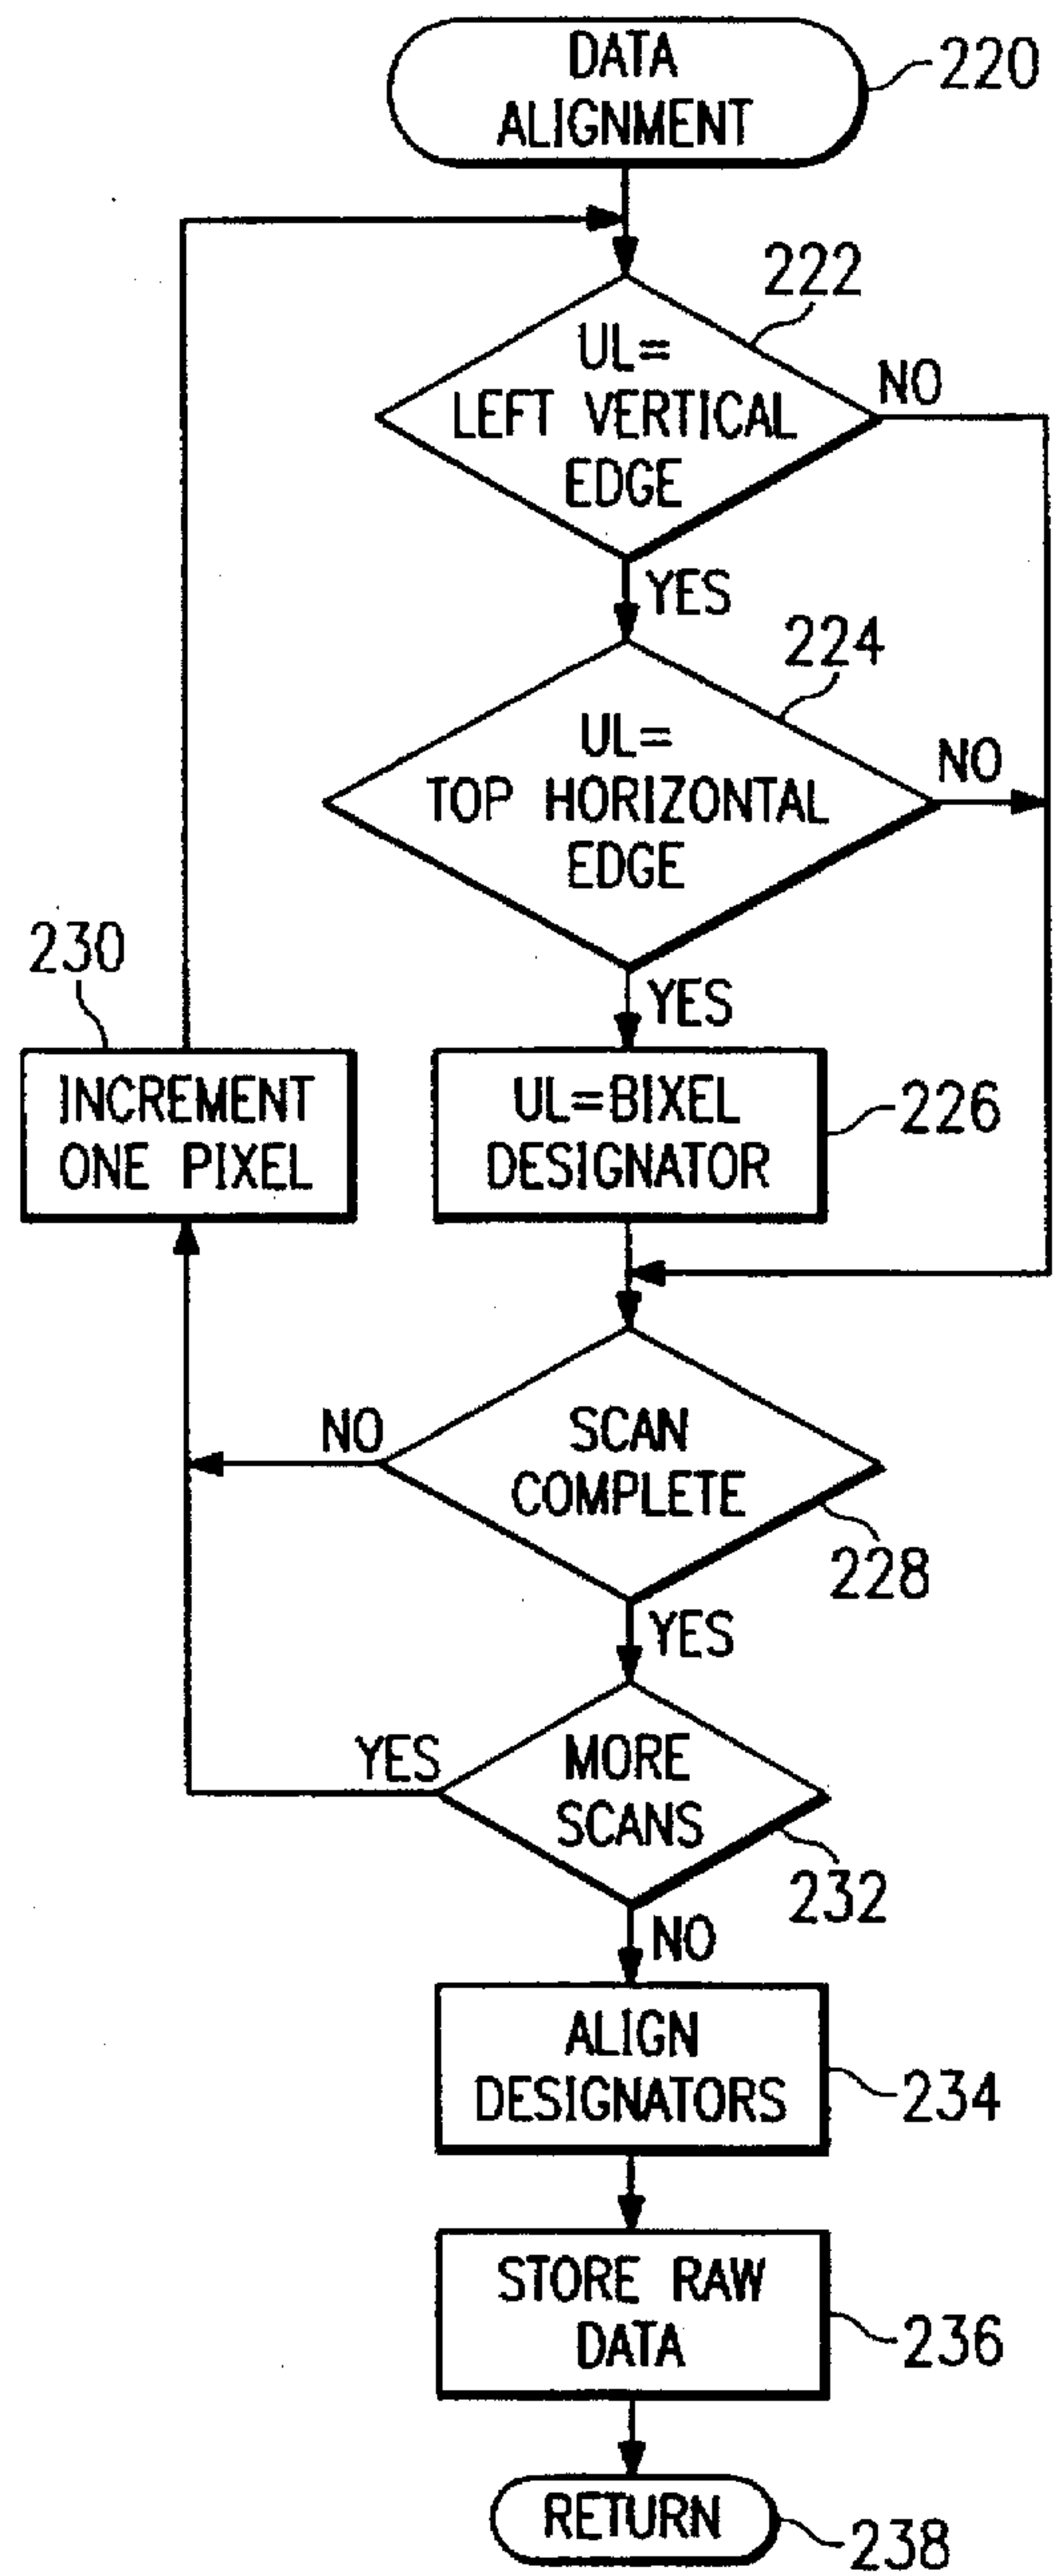 DATA
ALIGNMENT
220
222
UL=
LEFT VERTICAL
EDGE
NO
YES
224
UL=
TOP HORIZONTAL
EDGE
NO
YES
230
INCREMENT
ONE PIXEL
UL=BIXEL
DESIGNATOR
226
NO
SCAN
COMPLETE
228
YES
YES
MORE
SCANS
232
NO
ALIGN
DESIGNATORS
234
STORE RAW
DATA
236
RETURN
238